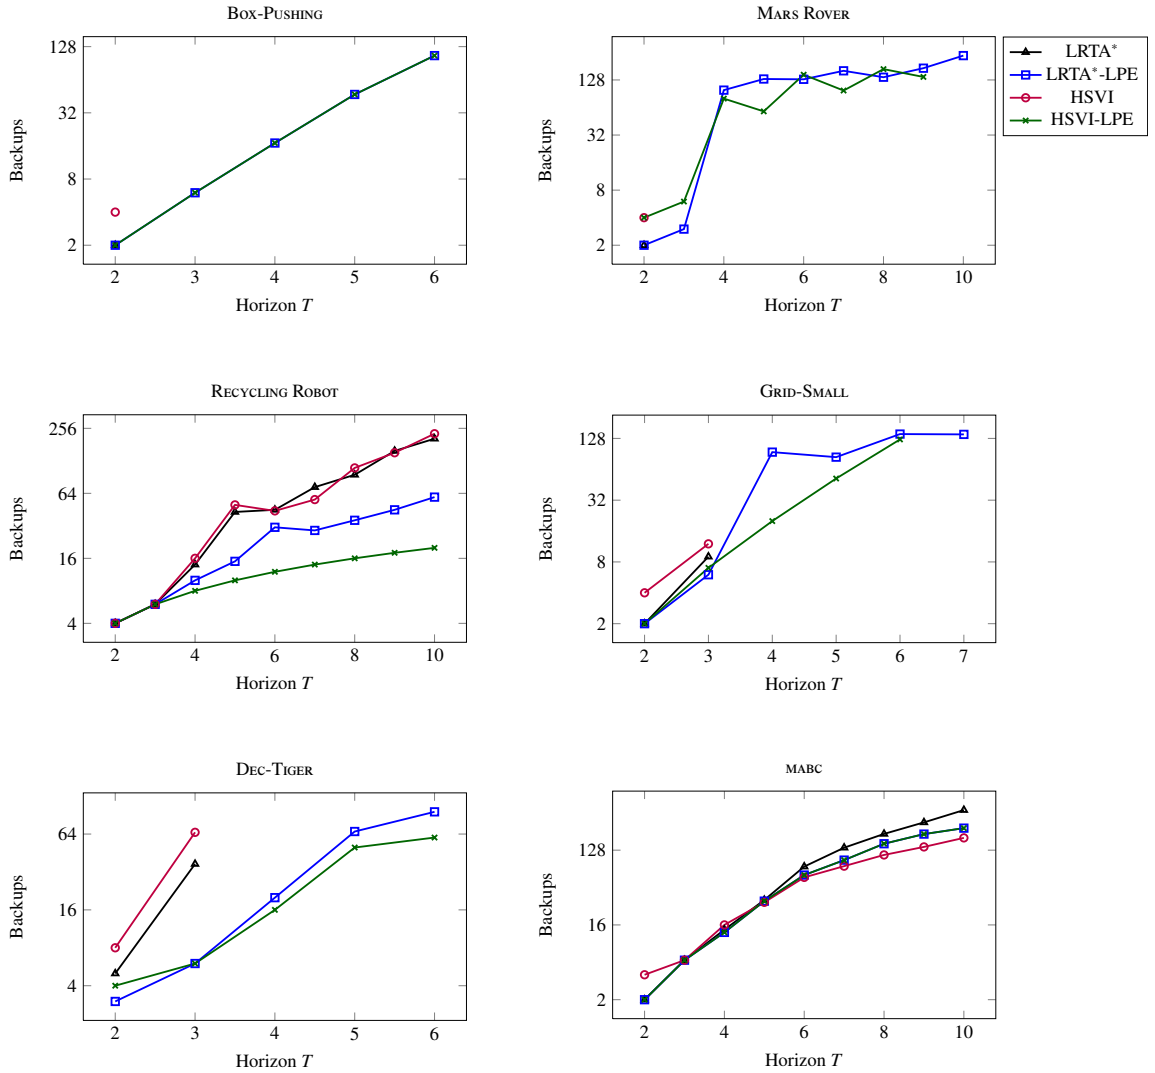 Box-Pushing
128
32
8
2
2 3 4 5 6
Backups
Horizon T
Mars Rover
128
32
8
2
2 4 6 8 10
Backups
Horizon T
LRTA*
LRTA*-LPE
HSVI
HSVI-LPE
Recycling Robot
256
64
16
4
2 4 6 8 10
Backups
Horizon T
Grid-Small
128
32
8
2
2 3 4 5 6 7
Backups
Horizon T
Dec-Tiger
64
16
4
2 3 4 5 6
Backups
Horizon T
mabc
128
16
2
2 4 6 8 10
Backups
Horizon T